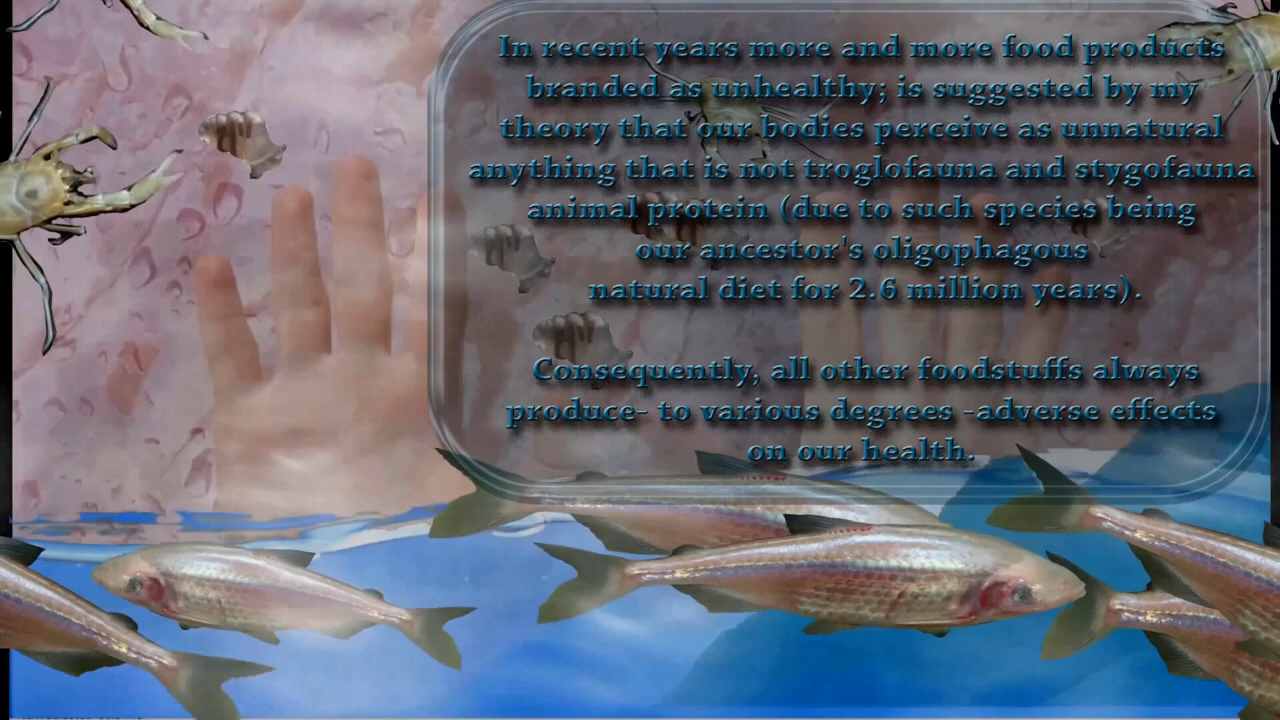 In recent years more and more food products
branded as unhealthy; is suggested by my
theory that our bodies perceive as unnatural
anything that is not troglofauna and stygofauna
animal protein (due to such species being
our ancestor's oligophagous
natural diet for 2.6 million years).
Consequently, all other foodstuffs always
produce- to various degrees -adverse effects
on our health.